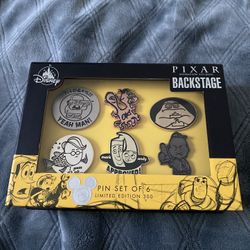 Disney
PIXAR
BACKSTAGE
YEAH MAN!
APPROVED!
PIN SET OF 6
LIMITED EDITION 300